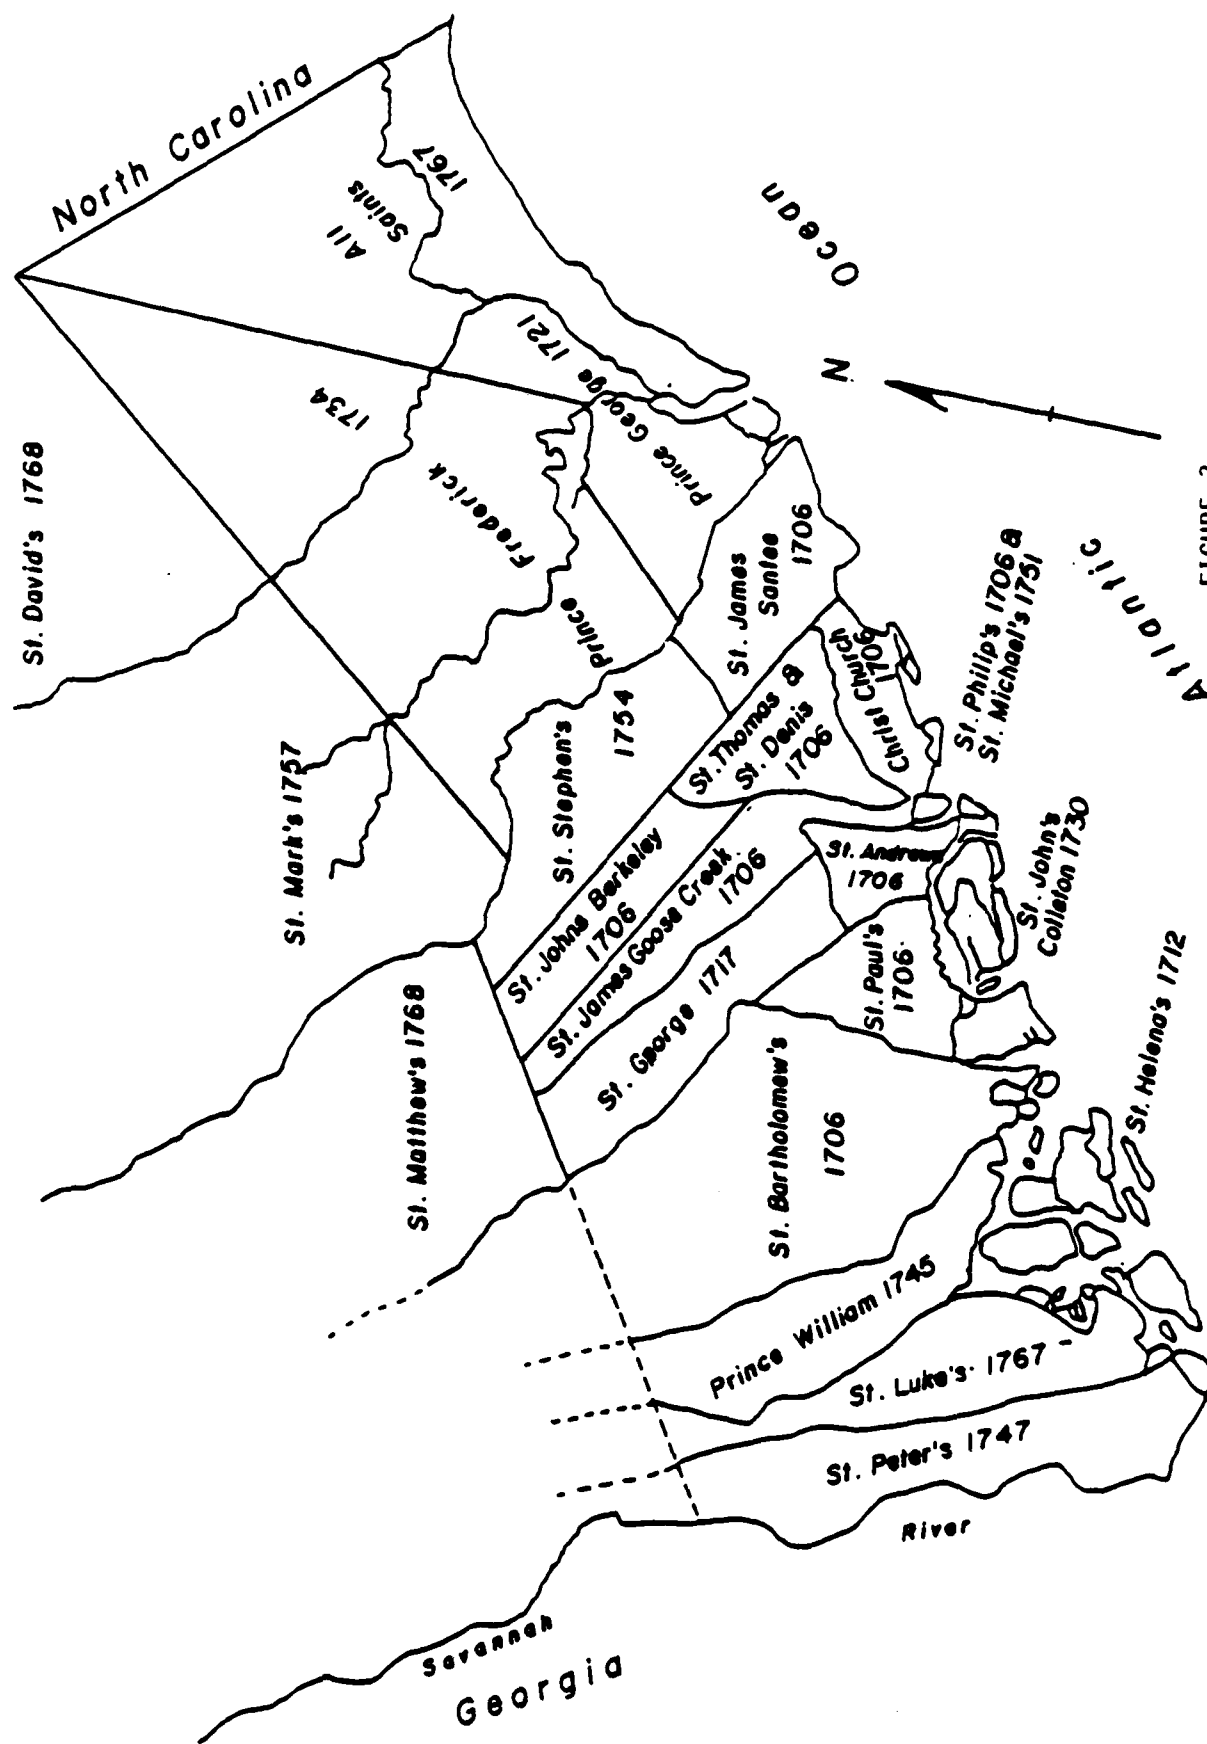 North Carolina
St. David's 1768
All
Saints
1767
1734
Frederick
Prince
Prince George 1721
Ocean
N
St. Mark's 1757
St. Stephen's
1754
St. James
Santee
1706
St. Thomas &
St. Denis
1706
Christ Church
1706
St. Philip's 1706 &
St. Michael's 1751
Atlantic
St. Matthew's 1768
St. Johns Berkeley
1706
St. James Goose Creek
1706
St. George 1717
St. Andrews
1706
St. Paul's
1706
St. John's
Colleton 1730
St. Bartholomew's
1706
St. Helena's 1712
Prince William 1745
St. Luke's 1767
St. Peter's 1747
Savannah
River
Georgia